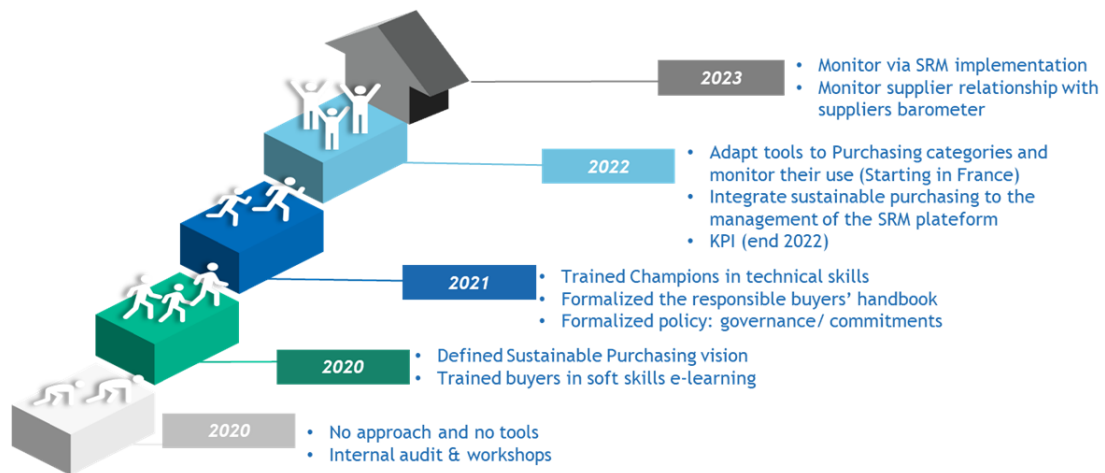 2023
• Monitor via SRM implementation
• Monitor supplier relationship with
suppliers barometer
2022
• Adapt tools to Purchasing categories and
monitor their use (Starting in France)
• Integrate sustainable purchasing to the
management of the SRM plateform
• KPI (end 2022)
2021
• Trained Champions in technical skills
• Formalized the responsible buyers’ handbook
• Formalized policy: governance/ commitments
2020
• Defined Sustainable Purchasing vision
• Trained buyers in soft skills e-learning
2020
• No approach and no tools
• Internal audit & workshops